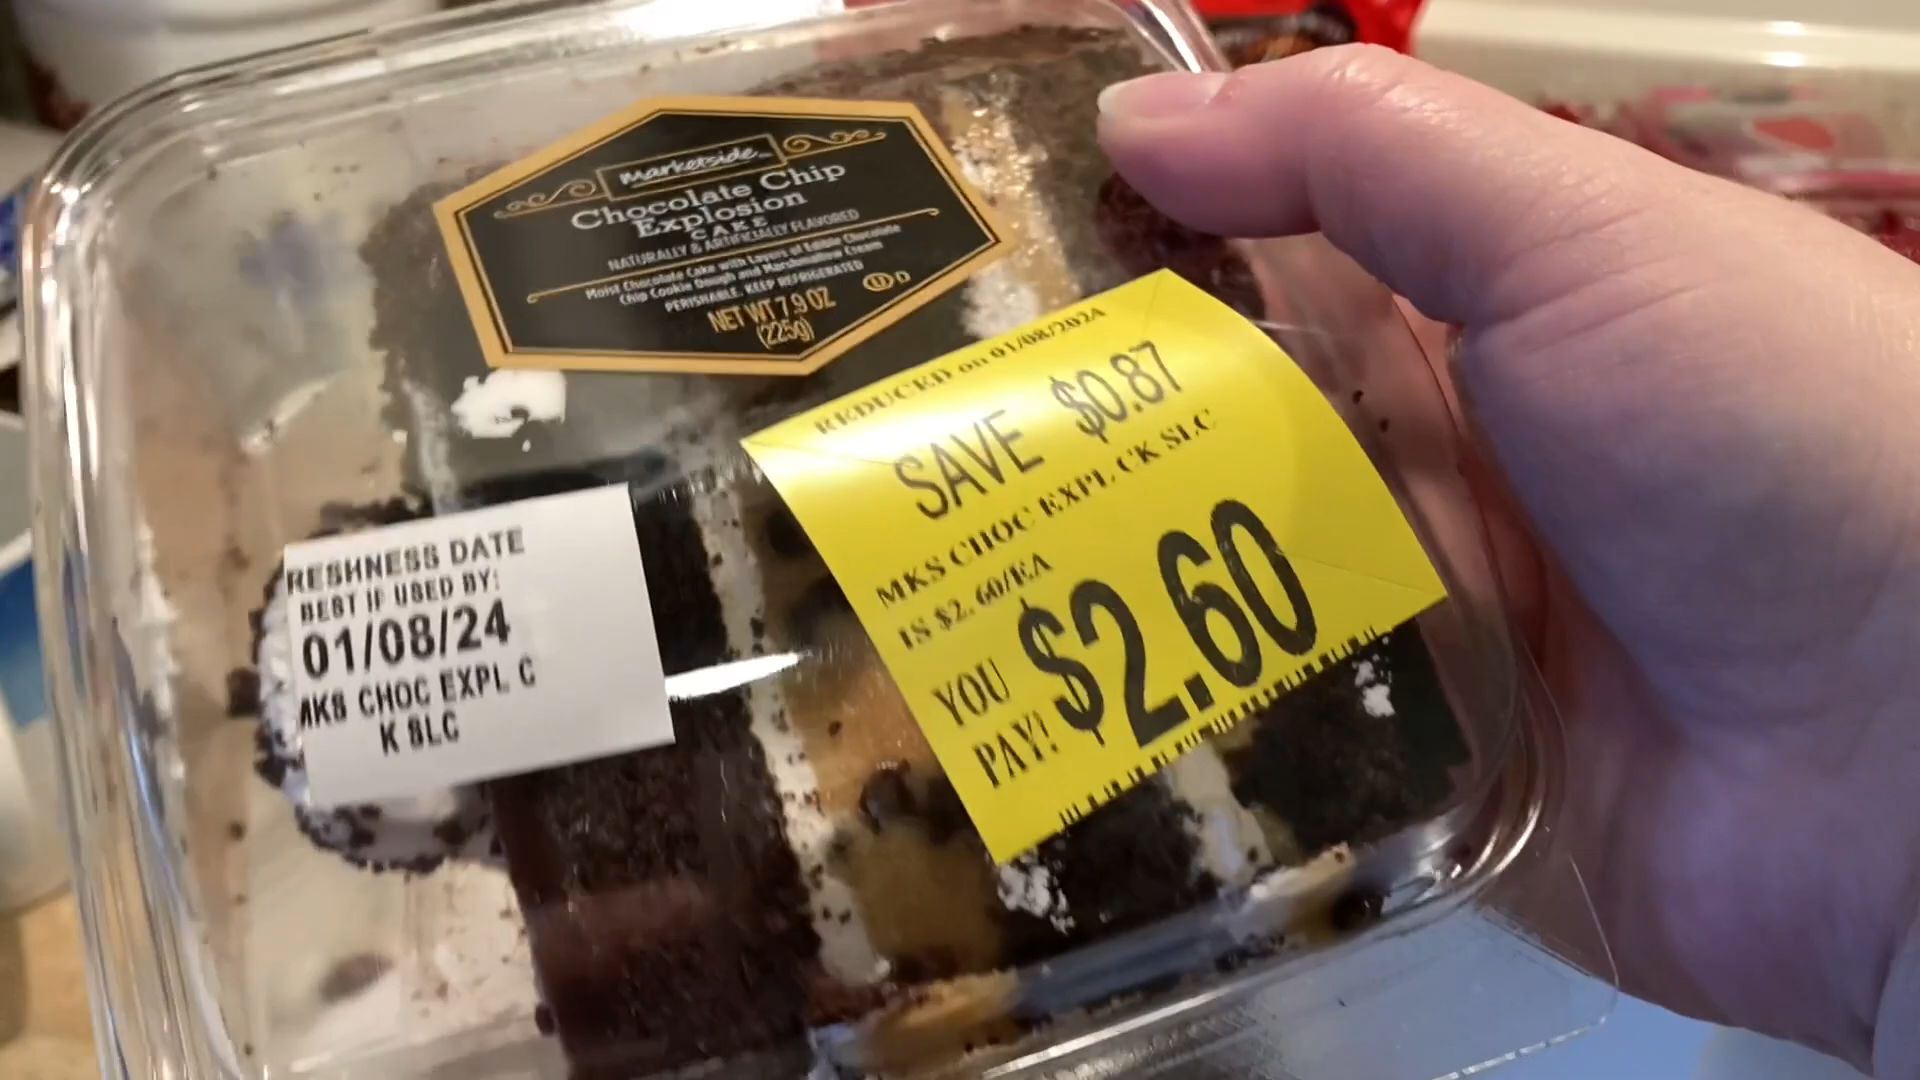 Marketside
Chocolate Chip
Explosion
CAKE
NATURALLY & ARTIFICIALLY FLAVORED
Moist Chocolate Cake with Layers of Edible Chocolate
Chip Cookie Dough and Marshmallow Cream
PERISHABLE. KEEP REFRIGERATED
NET WT 7.9 OZ
(225g)
U D
REDUCED on 01/08/2024
SAVE $0.87
MKS CHOC EXPL CK SLC
IS $2.60/EA
YOU
PAY!
$2.60
RESHNESS DATE
BEST IF USED BY:
01/08/24
MKS CHOC EXPL C
K SLC